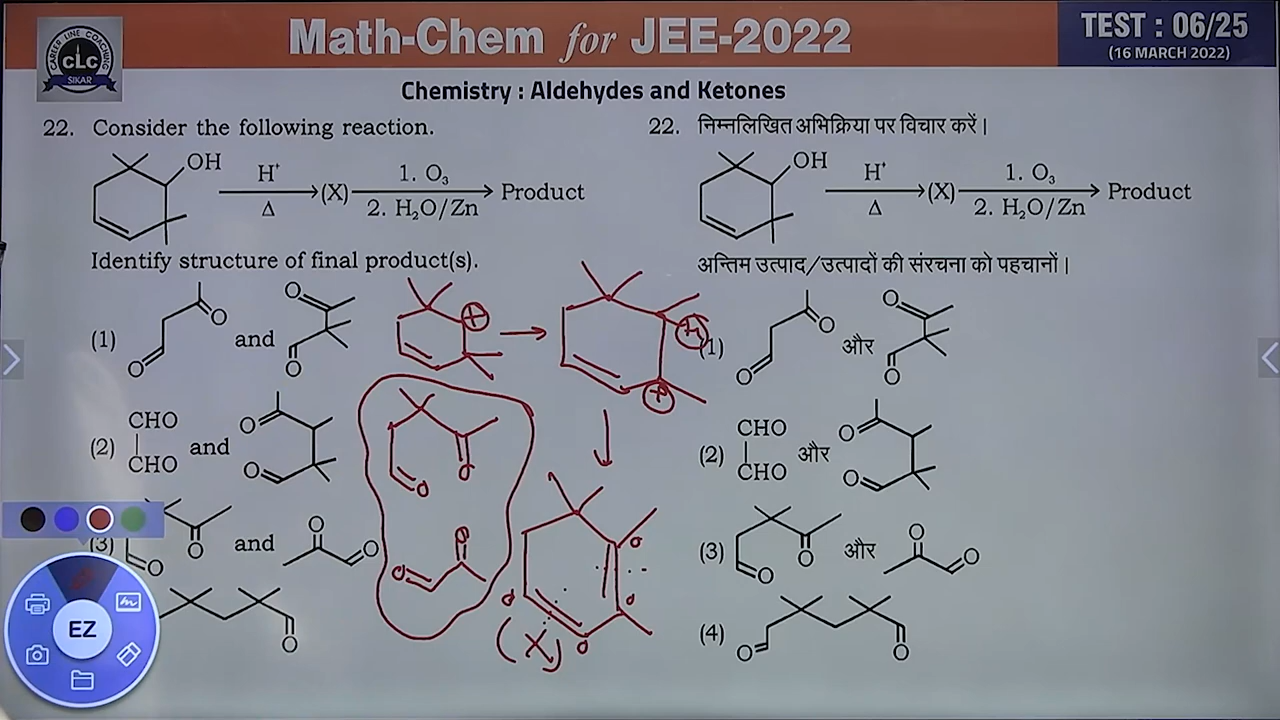 CAREER LINE COACHING
CLC
SIKAR
Math-Chem for JEE-2022
TEST : 06/25
(16 MARCH 2022)
Chemistry : Aldehydes and Ketones
22. Consider the following reaction.
OH
H⁺
Δ
(X)
1. O₃
2. H₂O/Zn
Product
Identify structure of final product(s).
(1)
O
O
and
O
O
(2)
CHO
CHO
and
O
O
(3)
O
O
and
O
O
O
22. निम्नलिखित अभिक्रिया पर विचार करें।
OH
H⁺
Δ
(X)
1. O₃
2. H₂O/Zn
Product
अन्तिम उत्पाद/उत्पादों की संरचना को पहचानों।
(1)
O
O
और
O
O
(2)
CHO
CHO
और
O
O
(3)
O
O
और
O
O
(4)
O
O
+
H
+
O
O
O
O
O
O
O
O
(X)
EZ